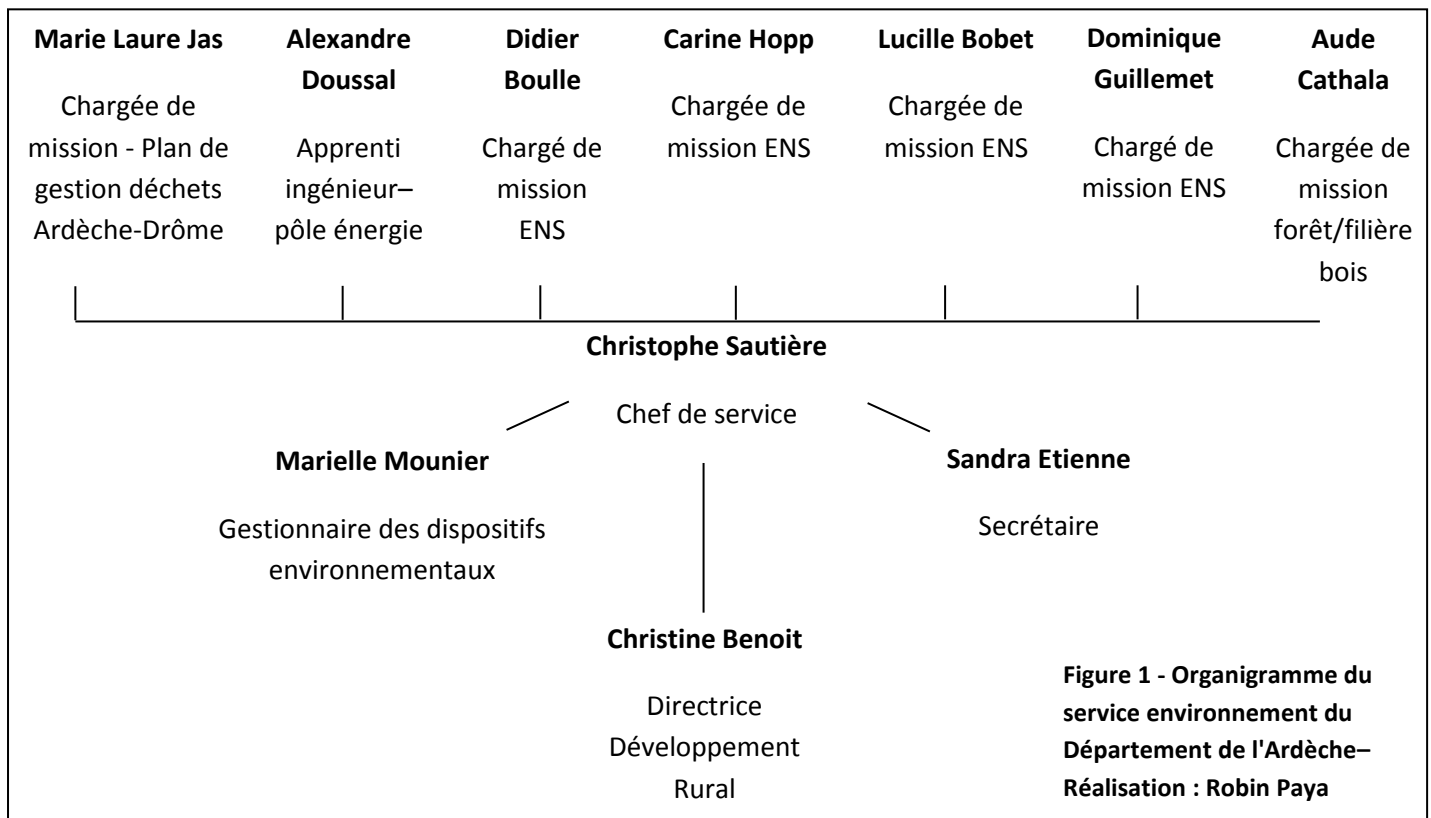 Marie Laure Jas
Chargée de
mission - Plan de
gestion déchets
Ardèche-Drôme
Alexandre
Doussal
Apprenti
ingénieur–
pôle énergie
Didier
Boulle
Chargé de
mission
ENS
Carine Hopp
Chargée de
mission ENS
Lucille Bobet
Chargée de
mission ENS
Dominique
Guillemet
Chargé de
mission ENS
Aude
Cathala
Chargée de
mission
forêt/filière
bois
Christophe Sautière
Chef de service
Marielle Mounier
Gestionnaire des dispositifs
environnementaux
Sandra Etienne
Secrétaire
Christine Benoit
Directrice
Développement
Rural
Figure 1 - Organigramme du
service environnement du
Département de l'Ardèche–
Réalisation : Robin Paya